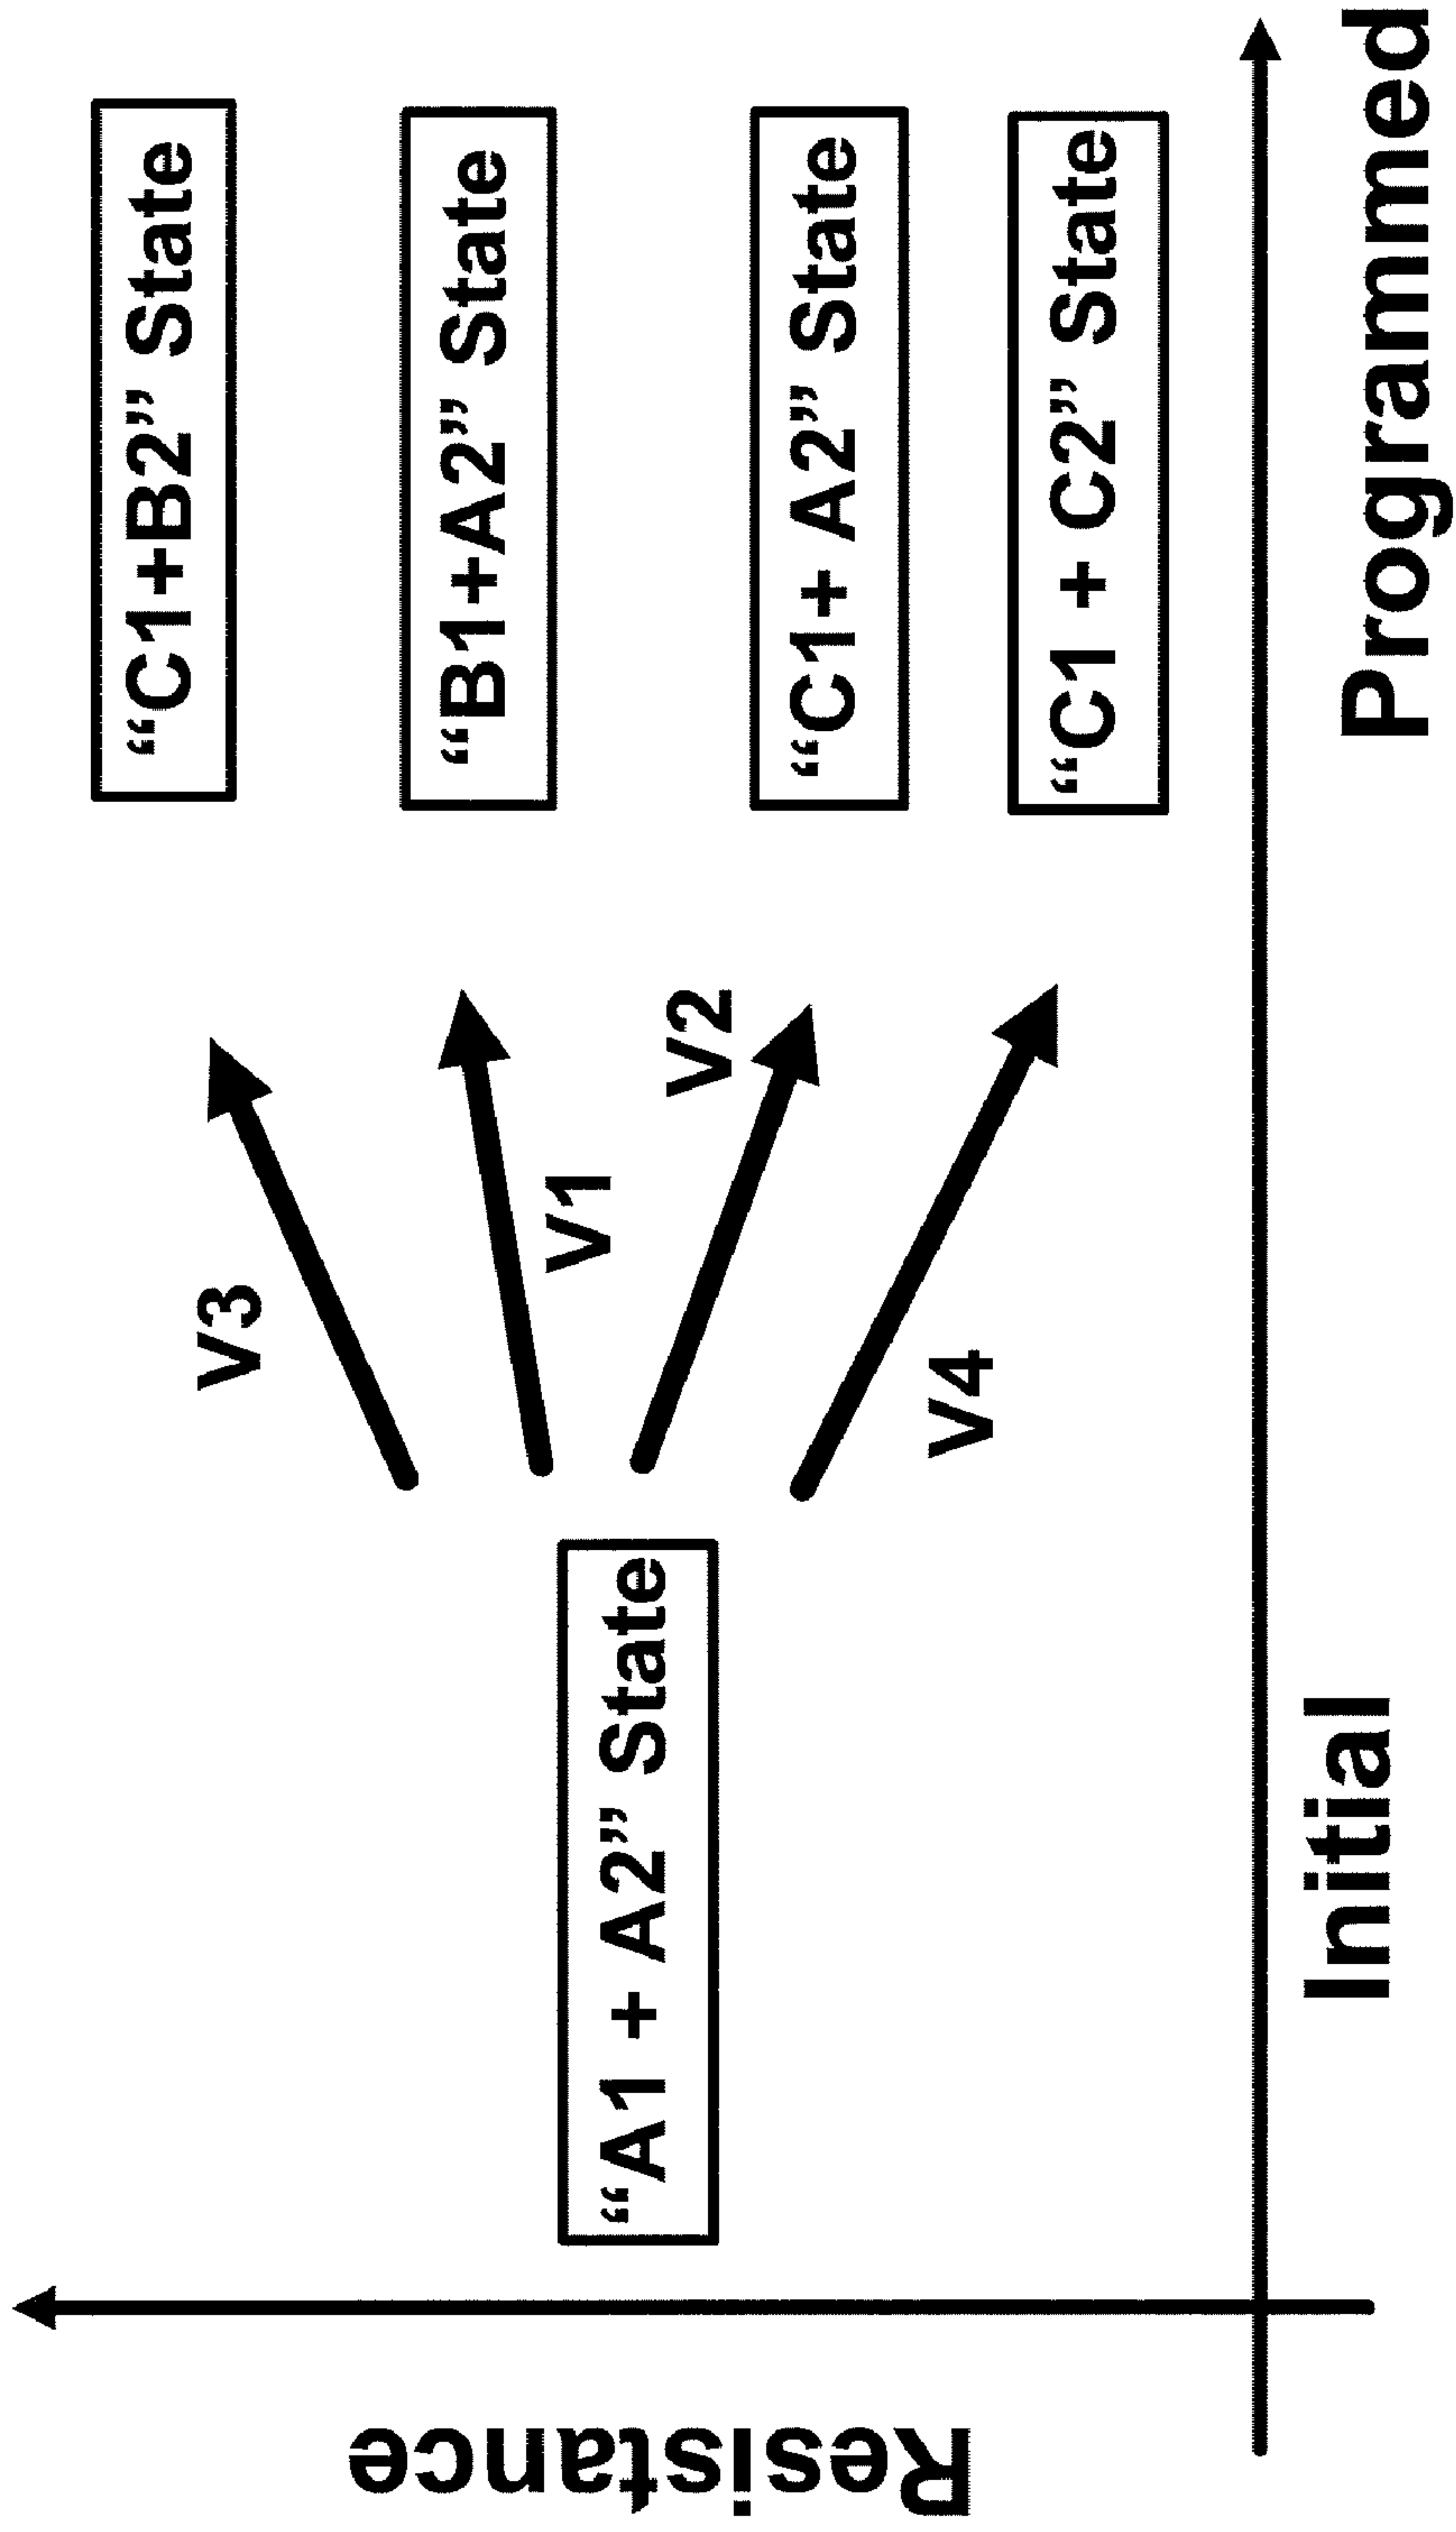 Resistance
“A1 + A2” State
V3
V1
V2
V4
“C1+B2” State
“B1+A2” State
“C1+ A2” State
“C1 + C2” State
Initial
Programmed